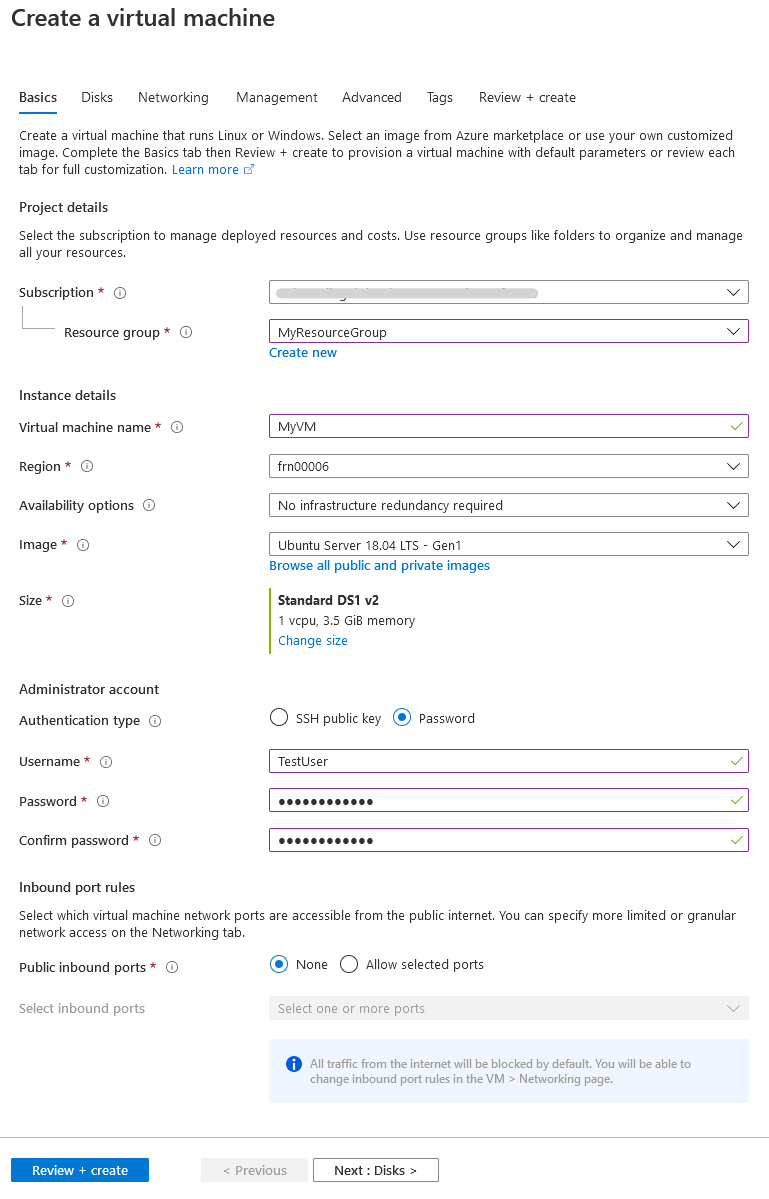 Create a virtual machine
Basics Disks Networking Management Advanced Tags Review + create
Create a virtual machine that runs Linux or Windows. Select an image from Azure marketplace or use your own customized
image. Complete the Basics tab then Review + create to provision a virtual machine with default parameters or review each
tab for full customization. Learn more
Project details
Select the subscription to manage deployed resources and costs. Use resource groups like folders to organize and manage
all your resources.
Subscription *
Resource group * MyResourceGroup
Create new
Instance details
Virtual machine name * MyVM
Region * frn00006
Availability options No infrastructure redundancy required
Image * Ubuntu Server 18.04 LTS - Gen1
Browse all public and private images
Size * Standard DS1 v2
1 vcpu, 3.5 GiB memory
Change size
Administrator account
Authentication type SSH public key Password
Username * TestUser
Password * ●●●●●●●●●●●●
Confirm password * ●●●●●●●●●●●●
Inbound port rules
Select which virtual machine network ports are accessible from the public internet. You can specify more limited or granular
network access on the Networking tab.
Public inbound ports * None Allow selected ports
Select inbound ports Select one or more ports
All traffic from the internet will be blocked by default. You will be able to
change inbound port rules in the VM > Networking page.
Review + create < Previous Next : Disks >